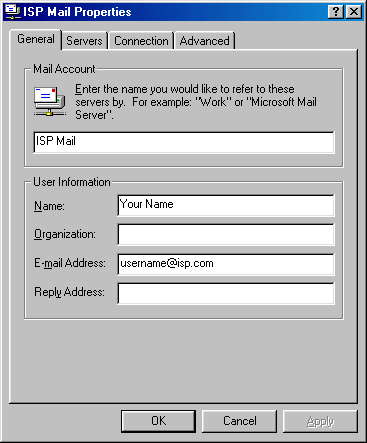 ISP Mail Properties
General Servers Connection Advanced
Mail Account
Enter the name you would like to refer to these
servers by. For example: "Work" or "Microsoft Mail
Server".
ISP Mail
User Information
Name: Your Name
Organization:
E-mail Address: username@isp.com
Reply Address:
OK Cancel Apply